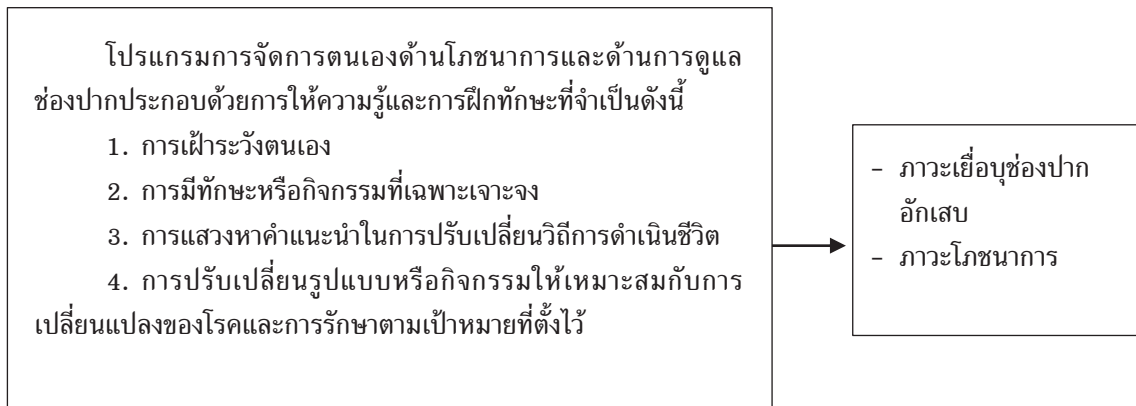 โปรแกรมการจัดการตนเองด้านโภชนาการและด้านการดูแล
ช่องปากประกอบด้วยการให้ความรู้และการฝึกทักษะที่จำเป็นดังนี้
1. การเฝ้าระวังตนเอง
2. การมีทักษะหรือกิจกรรมที่เฉพาะเจาะจง
3. การแสวงหาคำแนะนำในการปรับเปลี่ยนวิถีการดำเนินชีวิต
4. การปรับเปลี่ยนรูปแบบหรือกิจกรรมให้เหมาะสมกับการ
เปลี่ยนแปลงของโรคและการรักษาตามเป้าหมายที่ตั้งไว้
- ภาวะเยื่อบุช่องปาก
อักเสบ
- ภาวะโภชนาการ